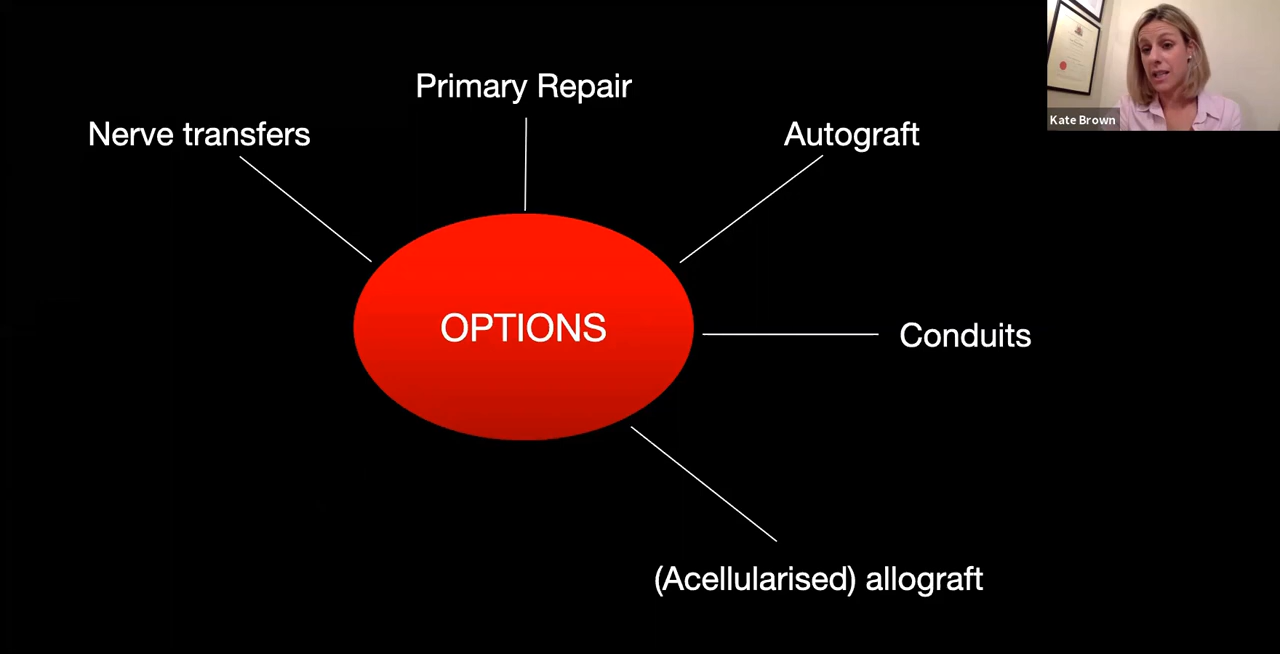 Primary Repair
Nerve transfers
Autograft
OPTIONS
Conduits
(Acellularised) allograft
Kate Brown